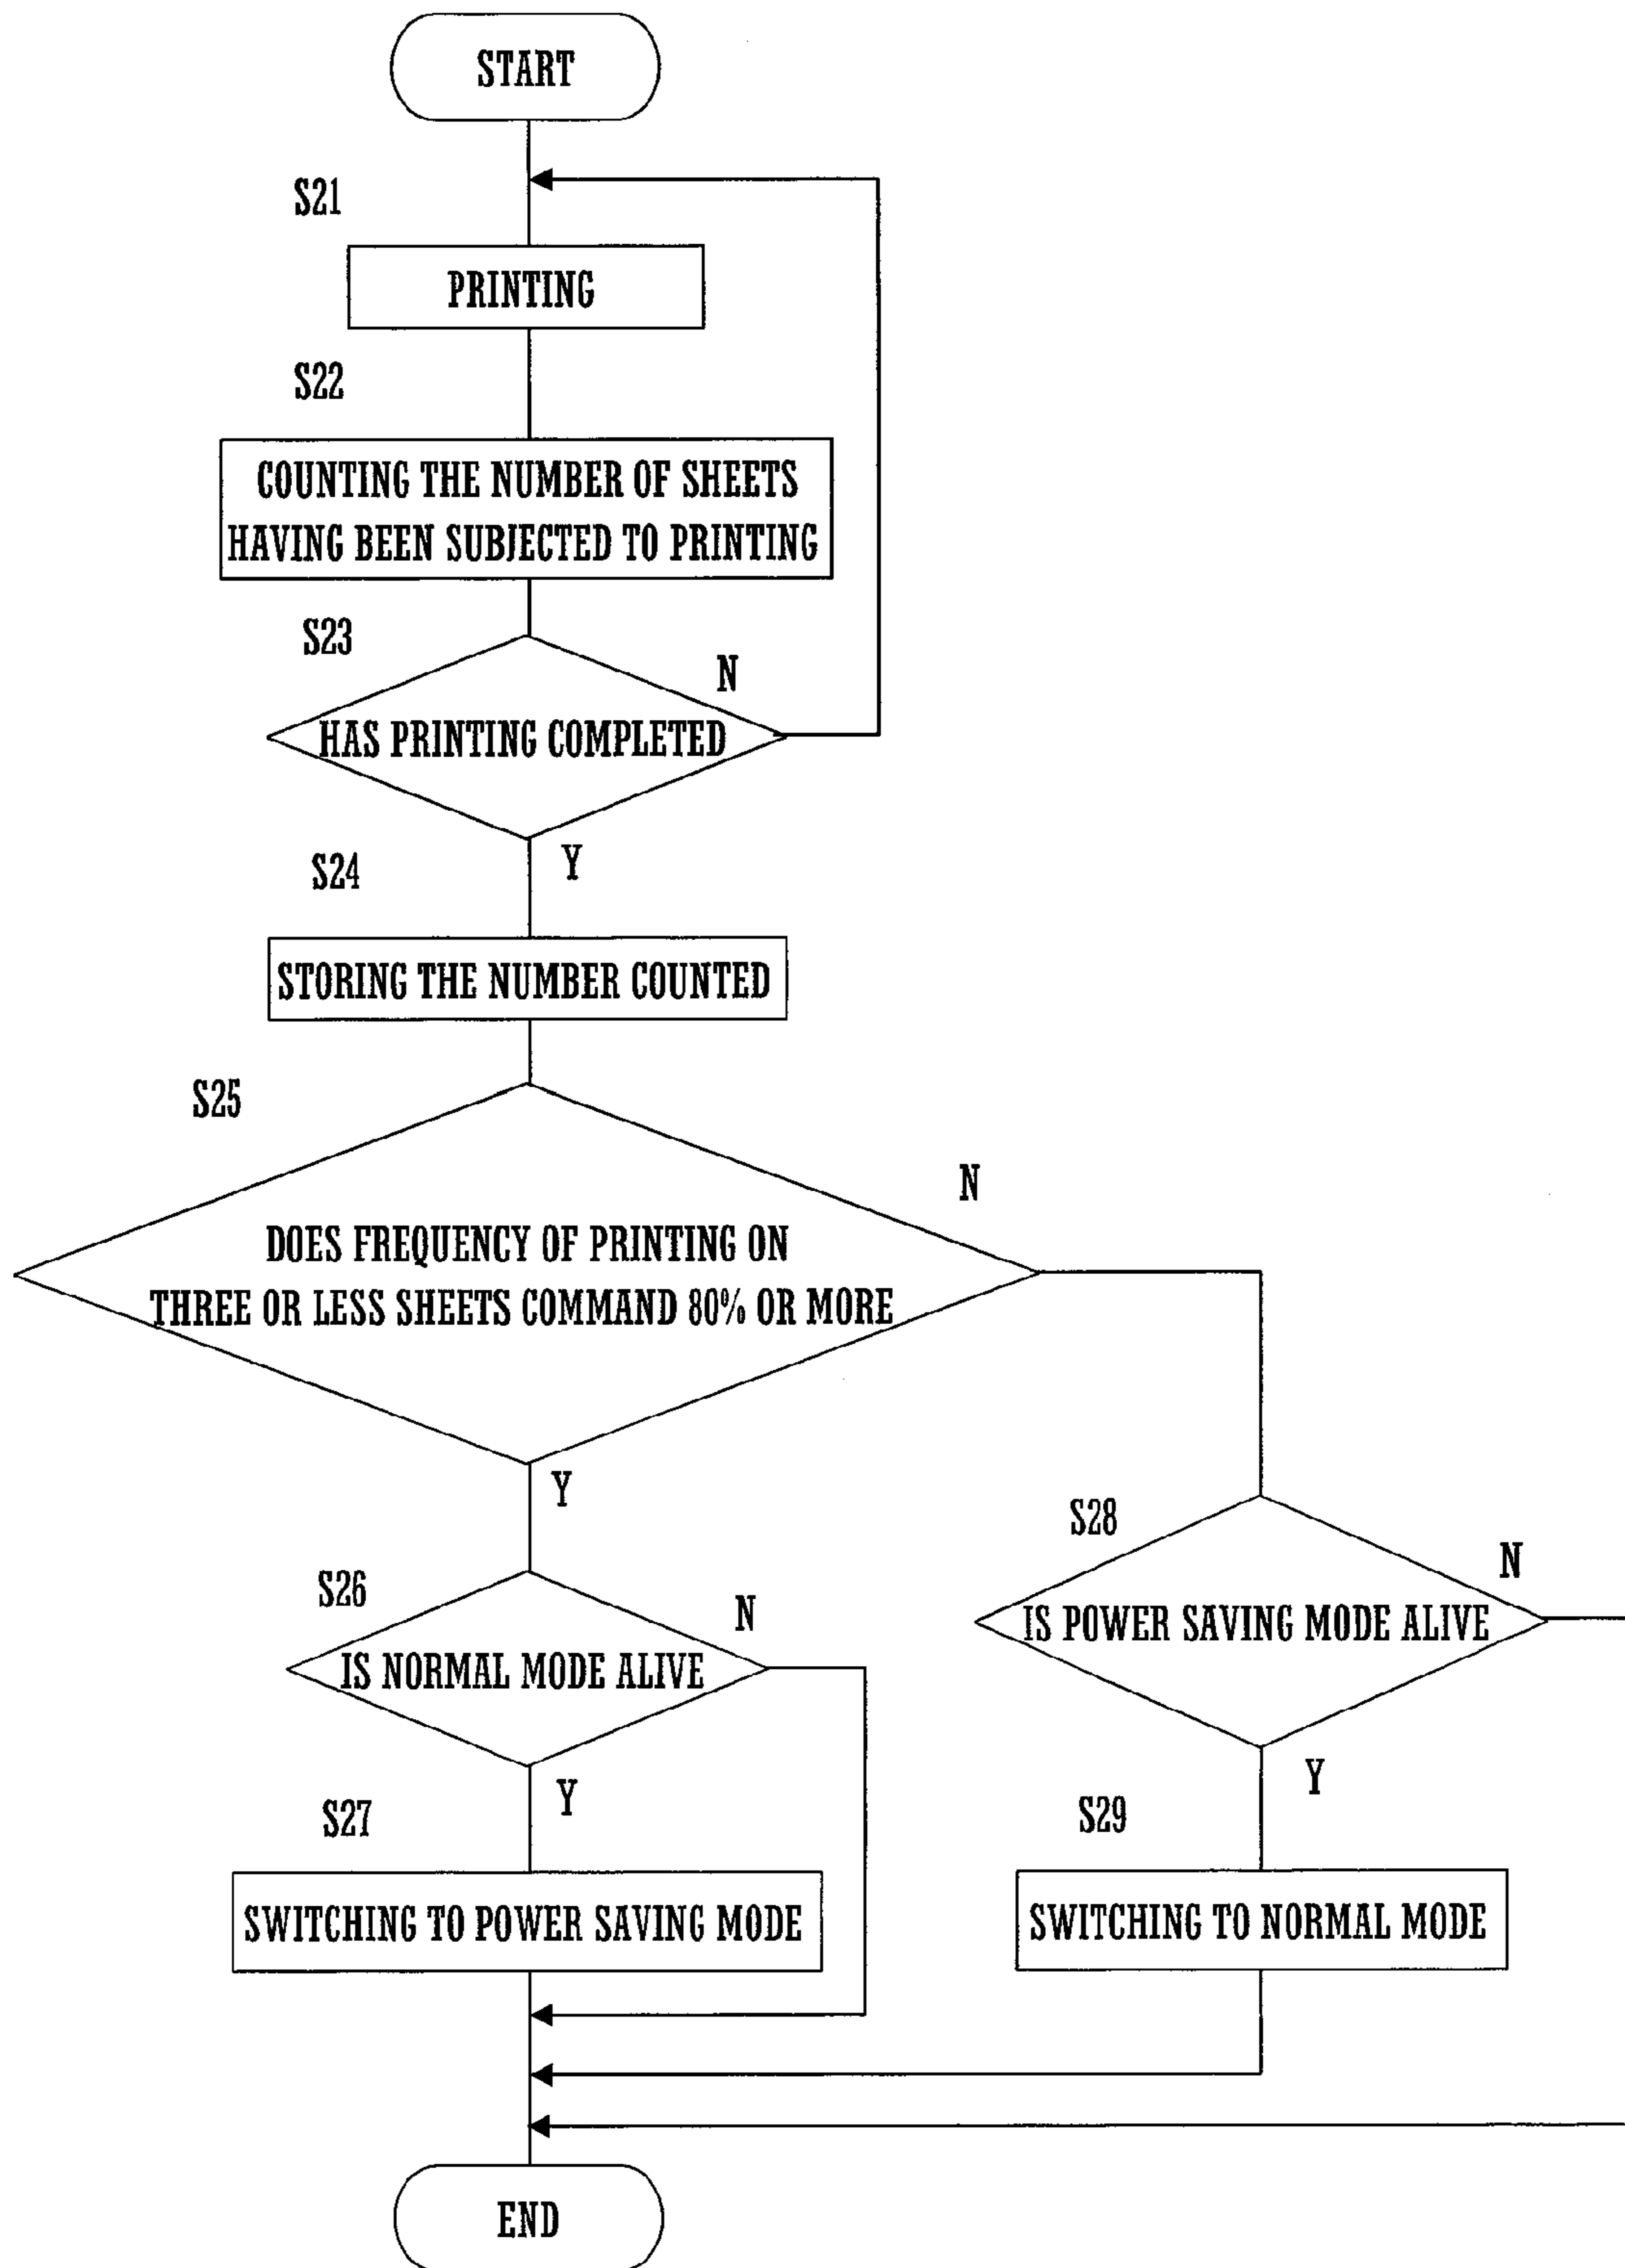 START
S21
PRINTING
S22
COUNTING THE NUMBER OF SHEETS
HAVING BEEN SUBJECTED TO PRINTING
S23
N
HAS PRINTING COMPLETED
Y
S24
STORING THE NUMBER COUNTED
S25
N
DOES FREQUENCY OF PRINTING ON
THREE OR LESS SHEETS COMMAND 80% OR MORE
Y
S26
N
IS NORMAL MODE ALIVE
Y
S27
SWITCHING TO POWER SAVING MODE
S28
N
IS POWER SAVING MODE ALIVE
Y
S29
SWITCHING TO NORMAL MODE
END